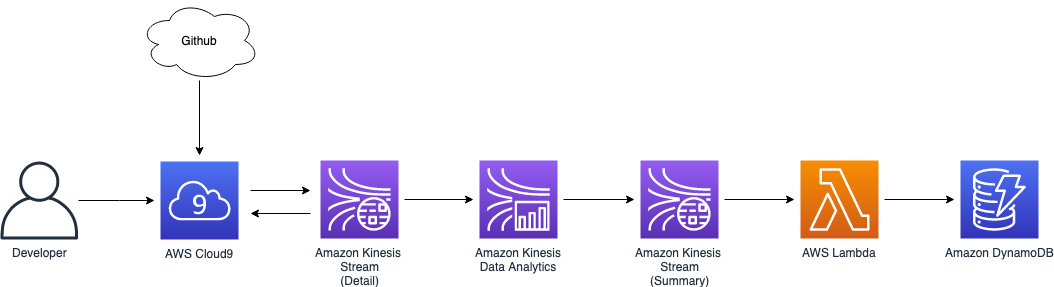 Github
9
Developer
AWS Cloud9
Amazon Kinesis
Stream
(Detail)
Amazon Kinesis
Data Analytics
Amazon Kinesis
Stream
(Summary)
AWS Lambda
Amazon DynamoDB